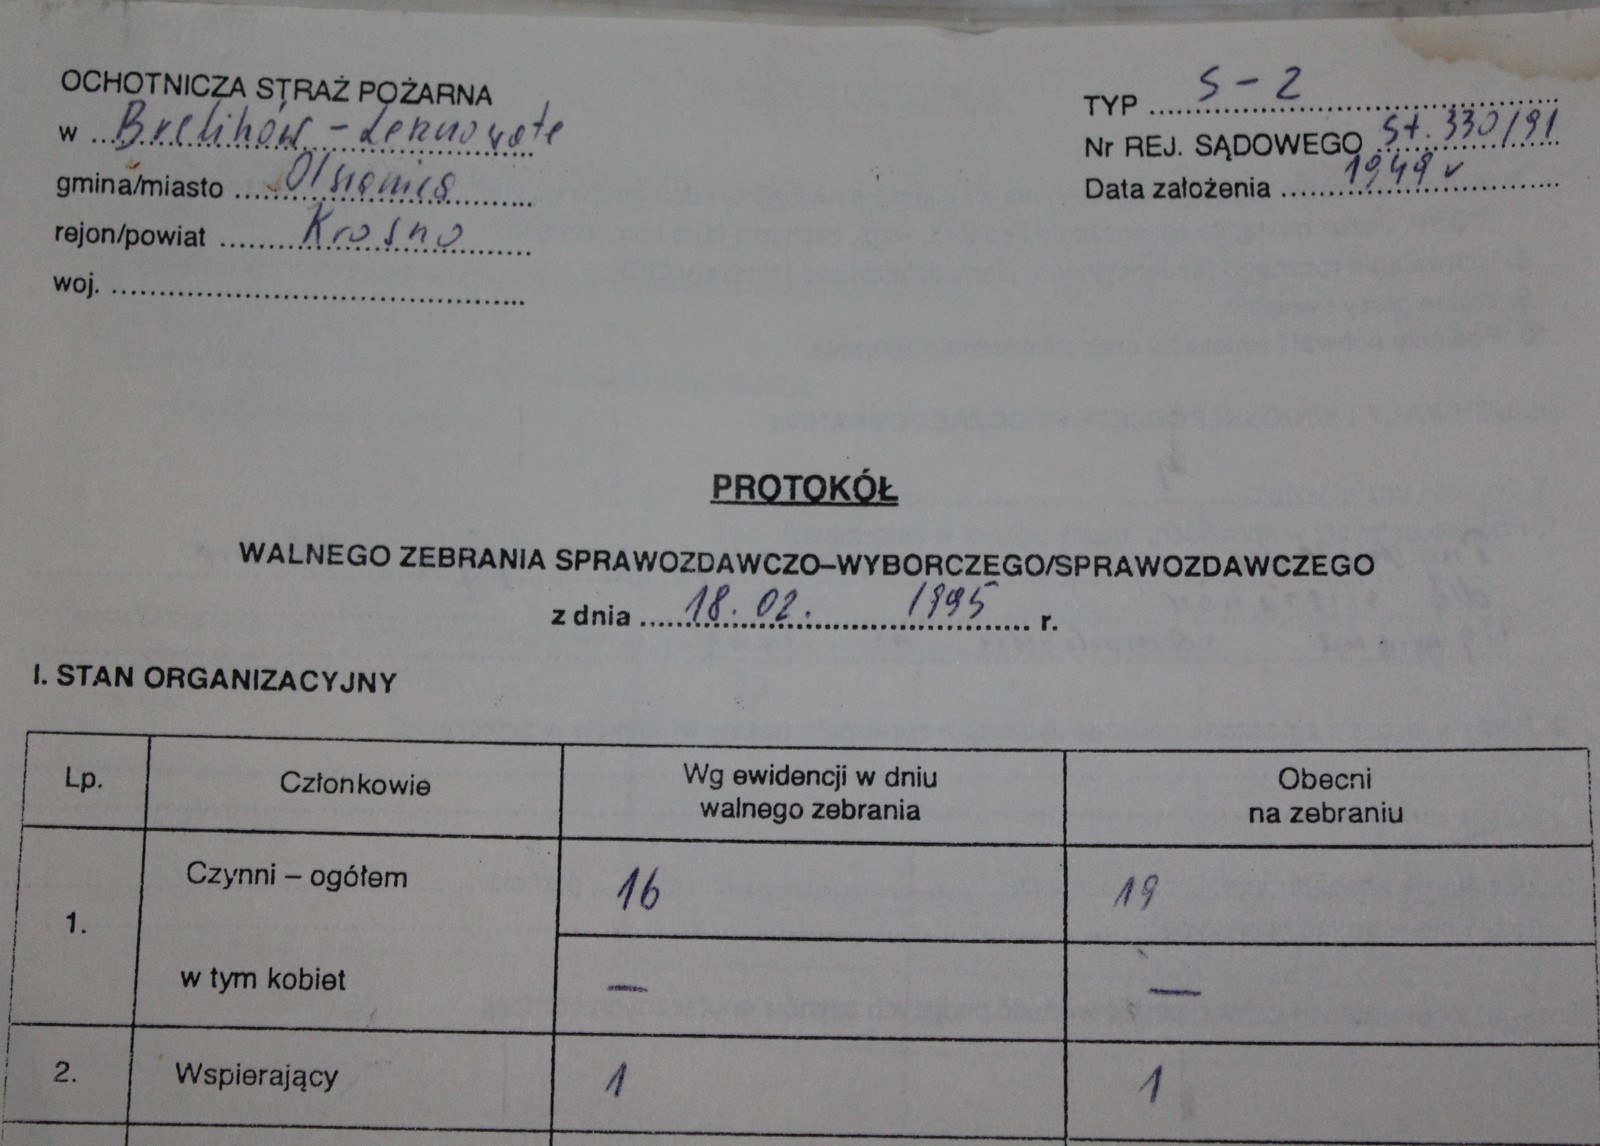 OCHOTNICZA STRAŻ POŻARNA
w ... Brelików -
gmina/miasto ... Olszanica
rejon/powiat ... Krosno
woj. ...
TYP ... S-2
Nr REJ. SĄDOWEGO St. 330/91
Data założenia ... 1949 r
PROTOKÓŁ
WALNEGO ZEBRANIA SPRAWOZDAWCZO–WYBORCZEGO/SPRAWOZDAWCZEGO
z dnia ... 18.02. 1995 r.
I. STAN ORGANIZACYJNY
Lp. Członkowie Wg ewidencji w dniu walnego zebrania Obecni na zebraniu
1. Czynni – ogółem 16 19
w tym kobiet — —
2. Wspierający 1 1